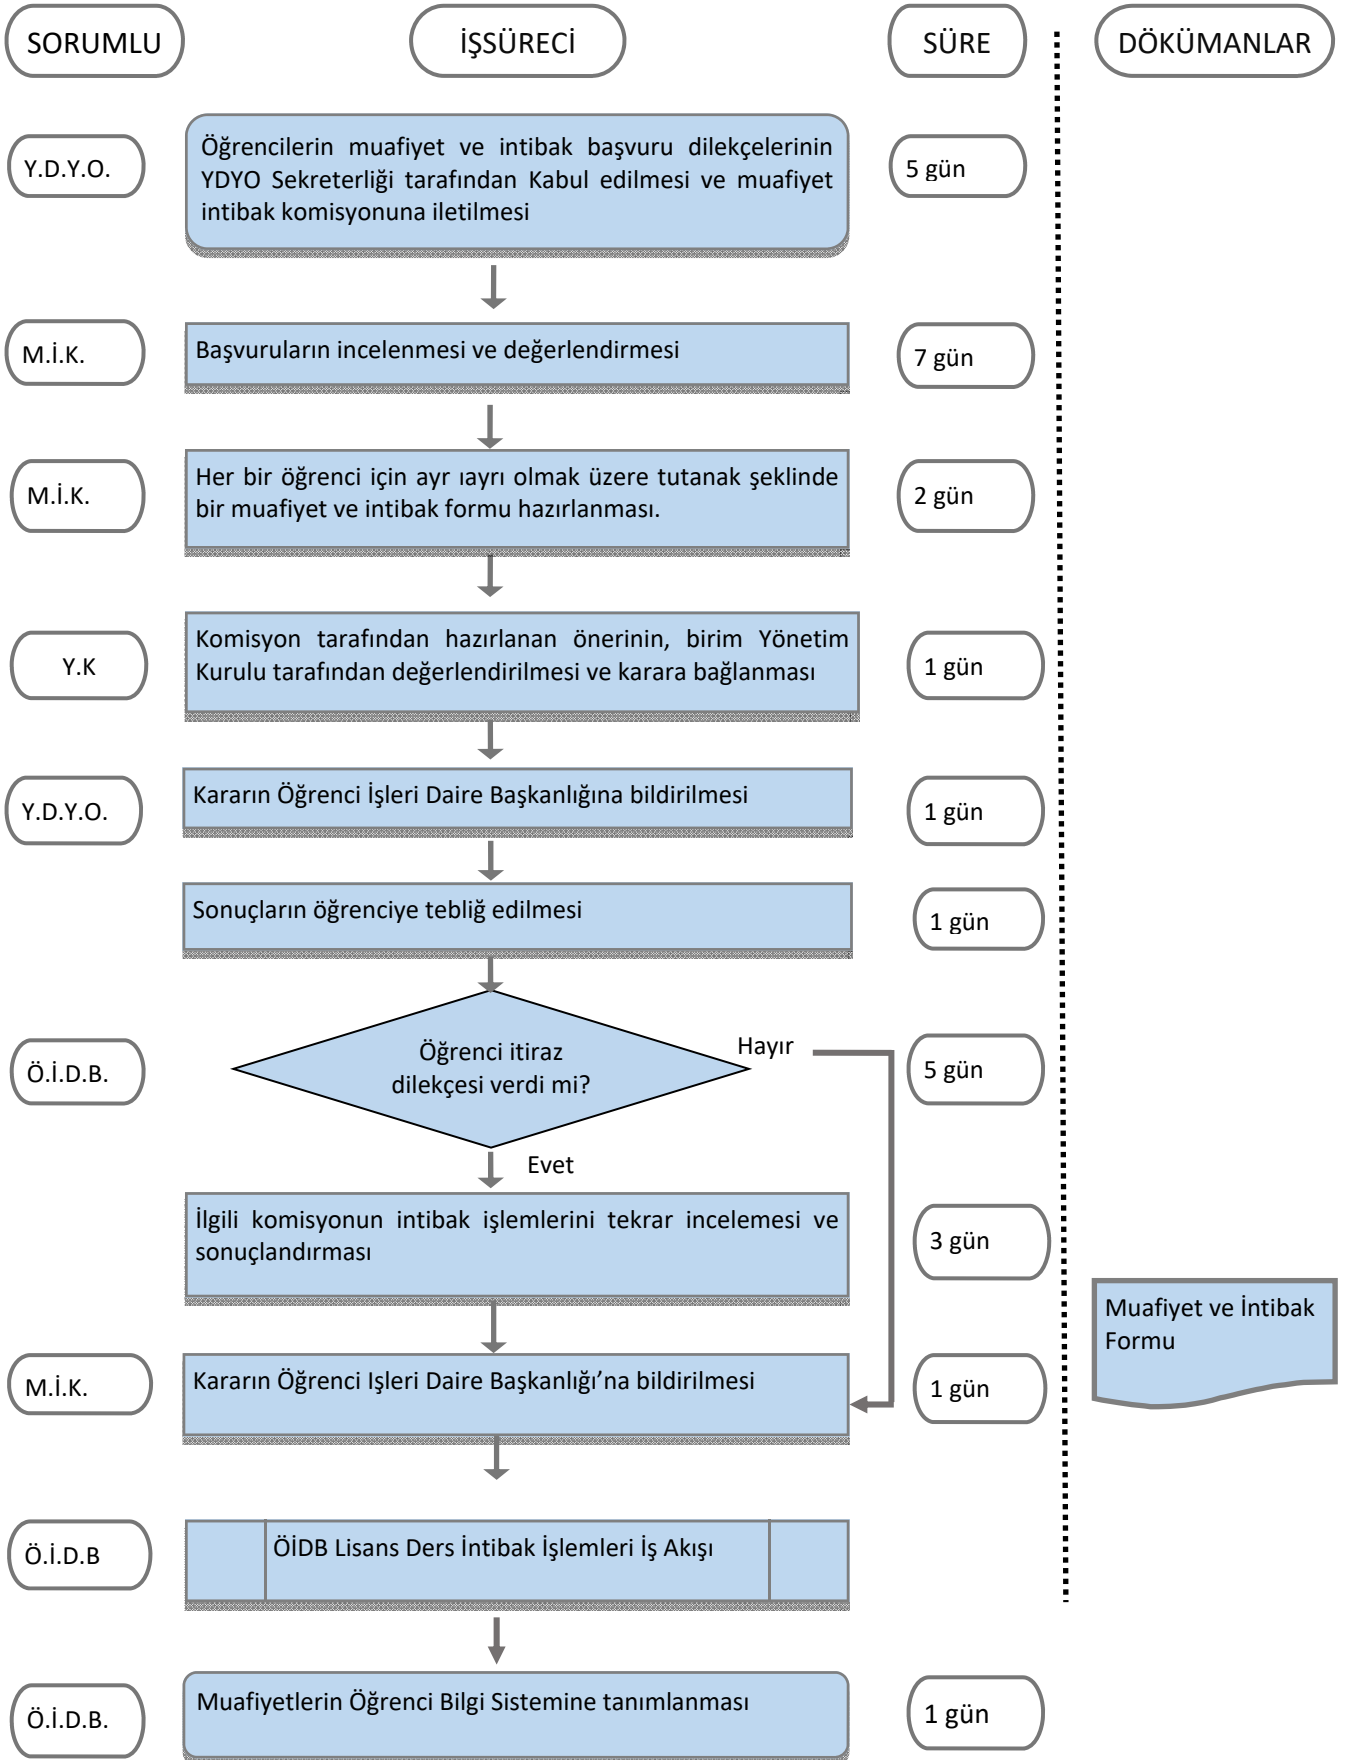 SORUMLU
İŞSÜRECİ
SÜRE
DÖKÜMANLAR
Y.D.Y.O.
Öğrencilerin muafiyet ve intibak başvuru dilekçelerinin
YDYO Sekreterliği tarafından Kabul edilmesi ve muafiyet
intibak komisyonuna iletilmesi
5 gün
M.İ.K.
Başvuruların incelenmesi ve değerlendirmesi
7 gün
M.İ.K.
Her bir öğrenci için ayr ıayrı olmak üzere tutanak şeklinde
bir muafiyet ve intibak formu hazırlanması.
2 gün
Y.K
Komisyon tarafından hazırlanan önerinin, birim Yönetim
Kurulu tarafından değerlendirilmesi ve karara bağlanması
1 gün
Y.D.Y.O.
Kararın Öğrenci İşleri Daire Başkanlığına bildirilmesi
1 gün
Sonuçların öğrenciye tebliğ edilmesi
1 gün
Ö.İ.D.B.
Öğrenci itiraz
dilekçesi verdi mi?
Hayır
5 gün
Evet
İlgili komisyonun intibak işlemlerini tekrar incelemesi ve
sonuçlandırması
3 gün
Muafiyet ve İntibak
Formu
M.İ.K.
Kararın Öğrenci Işleri Daire Başkanlığı’na bildirilmesi
1 gün
Ö.İ.D.B
ÖİDB Lisans Ders İntibak İşlemleri İş Akışı
Ö.İ.D.B.
Muafiyetlerin Öğrenci Bilgi Sistemine tanımlanması
1 gün